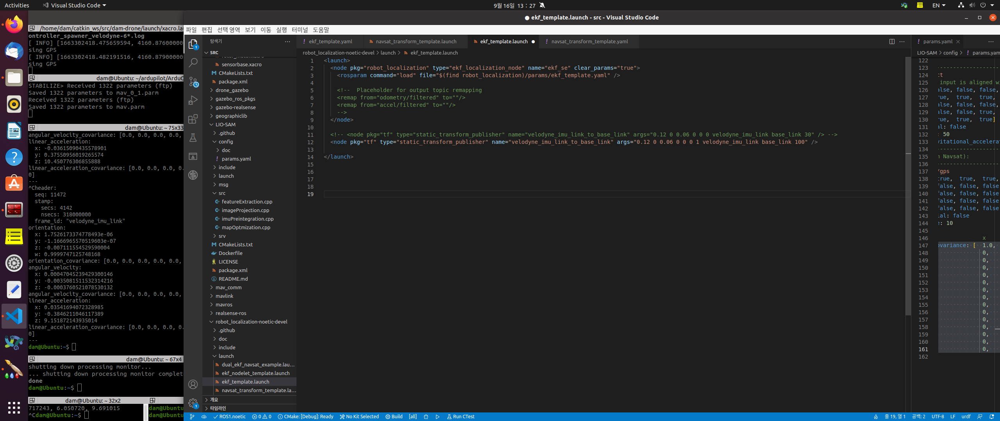 Activities
Visual Studio Code
9월 16일 13 : 27
EN
● ekf_template.launch - src - Visual Studio Code
/home/dam/catkin_ws/src/dam-drone/launch/xacro.la
ontroller_spawner_velodyne-6*.log
[ INFO] [1663302418.475659594, 4160.87600000
sing GPS
[ INFO] [1663302418.482191516, 4160.87900000
sing GPS
dam@Ubuntu: ~/ardupilot/ArduC
STABILIZE> Received 1322 parameters (ftp)
Saved 1322 parameters to mav_0_1.parm
Received 1322 parameters (ftp)
Saved 1322 parameters to mav.parm
dam@Ubuntu: ~ 75x33
angular_velocity_covariance: [0.0, 0.0, 0.0, 0.0,
linear_acceleration:
x: -0.03615090435578901
y: 0.37550956019265574
z: 10.450776306855888
linear_acceleration_covariance: [0.0, 0.0, 0.0, 0.
0]
---
^Cheader:
seq: 11472
stamp:
secs: 4142
nsecs: 318000000
frame_id: "velodyne_imu_link"
orientation:
x: 1.7526173374778493e-06
y: -1.1666965570519603e-07
z: -0.007111554529590004
w: 0.9999747125748168
orientation_covariance: [0.0, 0.0, 0.0, 0.0, 0.0,
angular_velocity:
x: 0.00047045239429300146
y: -0.0035081511532314216
z: -0.0003760521078530132
angular_velocity_covariance: [0.0, 0.0, 0.0, 0.0,
linear_acceleration:
x: 0.03541694072328985
y: -0.3846211046117389
z: 9.151872143935014
linear_acceleration_covariance: [0.0, 0.0, 0.0, 0.
0]
---
dam@Ubuntu:~$
dam@Ubuntu: ~ 67x4
shutting down processing monitor...
... shutting down processing monitor complet
done
dam@Ubuntu:~$
dam@Ubuntu: ~ 32x2
717243, 6.050720, 9.691015
^Cdam@Ubuntu:~$
dam@Ubuntu
dam@Ubuntu
파일 편집 선택 영역 보기 이동 실행 터미널 도움말
탐색기
SRC
sensorbase.xacro
CMakeLists.txt
package.xml
drone_gazebo
gazebo_ros_pkgs
gazebo-realsense
geographiclib
LIO-SAM
.github
config
doc
params.yaml
include
launch
msg
src
featureExtraction.cpp
imageProjection.cpp
imuPreintegration.cpp
mapOptmization.cpp
srv
CMakeLists.txt
Dockerfile
LICENSE
package.xml
README.md
mav_comm
mavlink
mavros
realsense-ros
robot_localization-noetic-devel
.github
doc
include
launch
dual_ekf_navsat_example.lau...
ekf_nodelet_template.launch
ekf_template.launch
navsat_transform_template.la...
개요
타임라인
ekf_template.yaml
navsat_transform_template.launch
ekf_template.launch
navsat_transform_template.yaml
robot_localization-noetic-devel > launch > ekf_template.launch
1 <launch>
2 <node pkg="robot_localization" type="ekf_localization_node" name="ekf_se" clear_params="true">
3 <rosparam command="load" file="$(find robot_localization)/params/ekf_template.yaml" />
4
5 <!-- Placeholder for output topic remapping
6 <remap from="odometry/filtered" to=""/>
7 <remap from="accel/filtered" to=""/>
8 -->
9 </node>
10
11 <!-- <node pkg="tf" type="static_transform_publisher" name="velodyne_imu_link_to_base_link" args="0.12 0 0.06 0 0 0 velodyne_imu_link base_link 30" /> -->
12 <node pkg="tf" type="static_transform_publisher" name="velodyne_imu_link_to_base_link" args="0.12 0 0.06 0 0 0 1 velodyne_imu_link base_link 100" />
13
14 </launch>
15
16
17
18
19
params.yaml
LIO-SAM > config > params.yam
122
123 -------------------
124 ct
125 input is aligned wi
126 alse, false, false,
127 rue, true, true,
128 alse, false, false,
129 alse, false, true,
130 rue, true, true]
131 al: false
132 : 50
133 vitational_accelerat
134 -------------------
135 n Navsat):
136 -------------------
137 /gps
138 true, true, true,
139 false, false, false
140 false, false, false
141 false, false, false
142 false, false, false
143 ial: false
144 e: 10
145
146 x
147 ovariance: [ 1.0,
148 0,
149 0,
150 0,
151 0,
152 0,
153 0,
154 0,
155 0,
156 0,
157 0,
158 0,
159 0,
160 0,
161 0,
162
ROS1.noetic
0 0
CMake: [Debug]: Ready
No Kit Selected
Build
[all]
Run CTest
줄 19, 열 1
공백: 2
UTF-8
LF
urdf